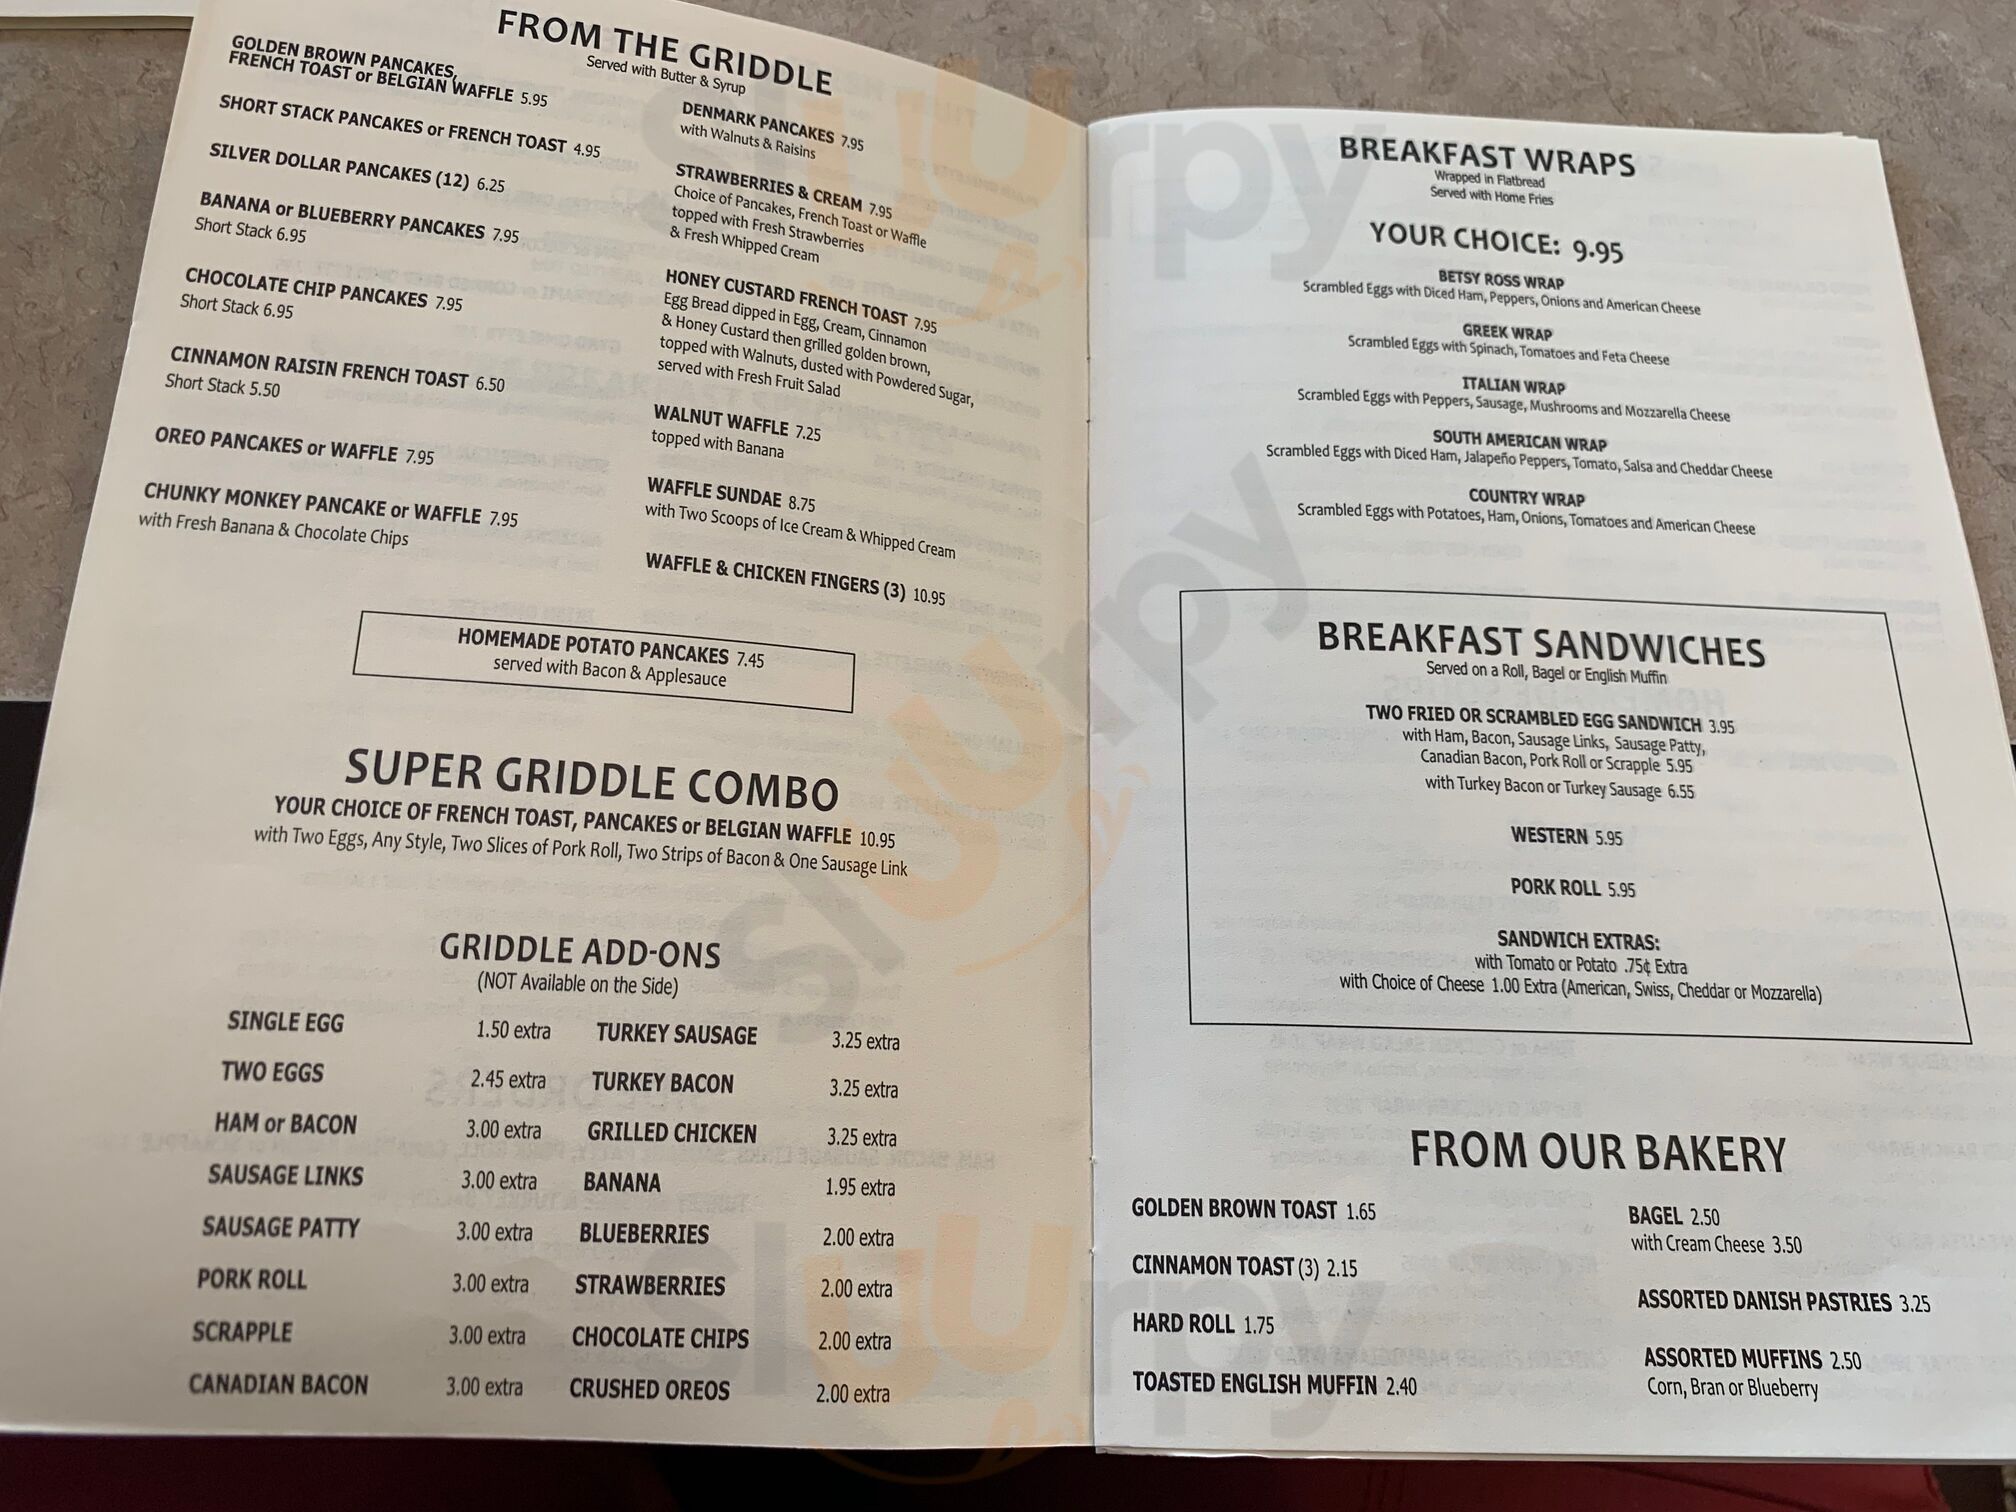 FROM THE GRIDDLE
Served with Butter & Syrup
GOLDEN BROWN PANCAKES,
FRENCH TOAST or BELGIAN WAFFLE 5.95
SHORT STACK PANCAKES or FRENCH TOAST 4.95
SILVER DOLLAR PANCAKES (12) 6.25
BANANA or BLUEBERRY PANCAKES 7.95
Short Stack 6.95
CHOCOLATE CHIP PANCAKES 7.95
Short Stack 6.95
CINNAMON RAISIN FRENCH TOAST 6.50
Short Stack 5.50
OREO PANCAKES or WAFFLE 7.95
CHUNKY MONKEY PANCAKE or WAFFLE 7.95
with Fresh Banana & Chocolate Chips
DENMARK PANCAKES 7.95
with Walnuts & Raisins
STRAWBERRIES & CREAM 7.95
Choice of Pancakes, French Toast or Waffle
topped with Fresh Strawberries
& Fresh Whipped Cream
HONEY CUSTARD FRENCH TOAST 7.95
Egg Bread dipped in Egg, Cream, Cinnamon
& Honey Custard then grilled golden brown,
topped with Walnuts, dusted with Powdered Sugar,
served with Fresh Fruit Salad
WALNUT WAFFLE 7.25
topped with Banana
WAFFLE SUNDAE 8.75
with Two Scoops of Ice Cream & Whipped Cream
WAFFLE & CHICKEN FINGERS (3) 10.95
HOMEMADE POTATO PANCAKES 7.45
served with Bacon & Applesauce
SUPER GRIDDLE COMBO
YOUR CHOICE OF FRENCH TOAST, PANCAKES or BELGIAN WAFFLE 10.95
with Two Eggs, Any Style, Two Slices of Pork Roll, Two Strips of Bacon & One Sausage Link
GRIDDLE ADD-ONS
(NOT Available on the Side)
SINGLE EGG 1.50 extra TURKEY SAUSAGE 3.25 extra
TWO EGGS 2.45 extra TURKEY BACON 3.25 extra
HAM or BACON 3.00 extra GRILLED CHICKEN 3.25 extra
SAUSAGE LINKS 3.00 extra BANANA 1.95 extra
SAUSAGE PATTY 3.00 extra BLUEBERRIES 2.00 extra
PORK ROLL 3.00 extra STRAWBERRIES 2.00 extra
SCRAPPLE 3.00 extra CHOCOLATE CHIPS 2.00 extra
CANADIAN BACON 3.00 extra CRUSHED OREOS 2.00 extra
BREAKFAST WRAPS
Wrapped in Flatbread
Served with Home Fries
YOUR CHOICE: 9.95
BETSY ROSS WRAP
Scrambled Eggs with Diced Ham, Peppers, Onions and American Cheese
GREEK WRAP
Scrambled Eggs with Spinach, Tomatoes and Feta Cheese
ITALIAN WRAP
Scrambled Eggs with Peppers, Sausage, Mushrooms and Mozzarella Cheese
SOUTH AMERICAN WRAP
Scrambled Eggs with Diced Ham, Jalapeño Peppers, Tomato, Salsa and Cheddar Cheese
COUNTRY WRAP
Scrambled Eggs with Potatoes, Ham, Onions, Tomatoes and American Cheese
BREAKFAST SANDWICHES
Served on a Roll, Bagel or English Muffin
TWO FRIED OR SCRAMBLED EGG SANDWICH 3.95
with Ham, Bacon, Sausage Links, Sausage Patty,
Canadian Bacon, Pork Roll or Scrapple 5.95
with Turkey Bacon or Turkey Sausage 6.55
WESTERN 5.95
PORK ROLL 5.95
SANDWICH EXTRAS:
with Tomato or Potato .75¢ Extra
with Choice of Cheese 1.00 Extra (American, Swiss, Cheddar or Mozzarella)
FROM OUR BAKERY
GOLDEN BROWN TOAST 1.65
CINNAMON TOAST (3) 2.15
HARD ROLL 1.75
TOASTED ENGLISH MUFFIN 2.40
BAGEL 2.50
with Cream Cheese 3.50
ASSORTED DANISH PASTRIES 3.25
ASSORTED MUFFINS 2.50
Corn, Bran or Blueberry
slurpy
slurpy
slurpy